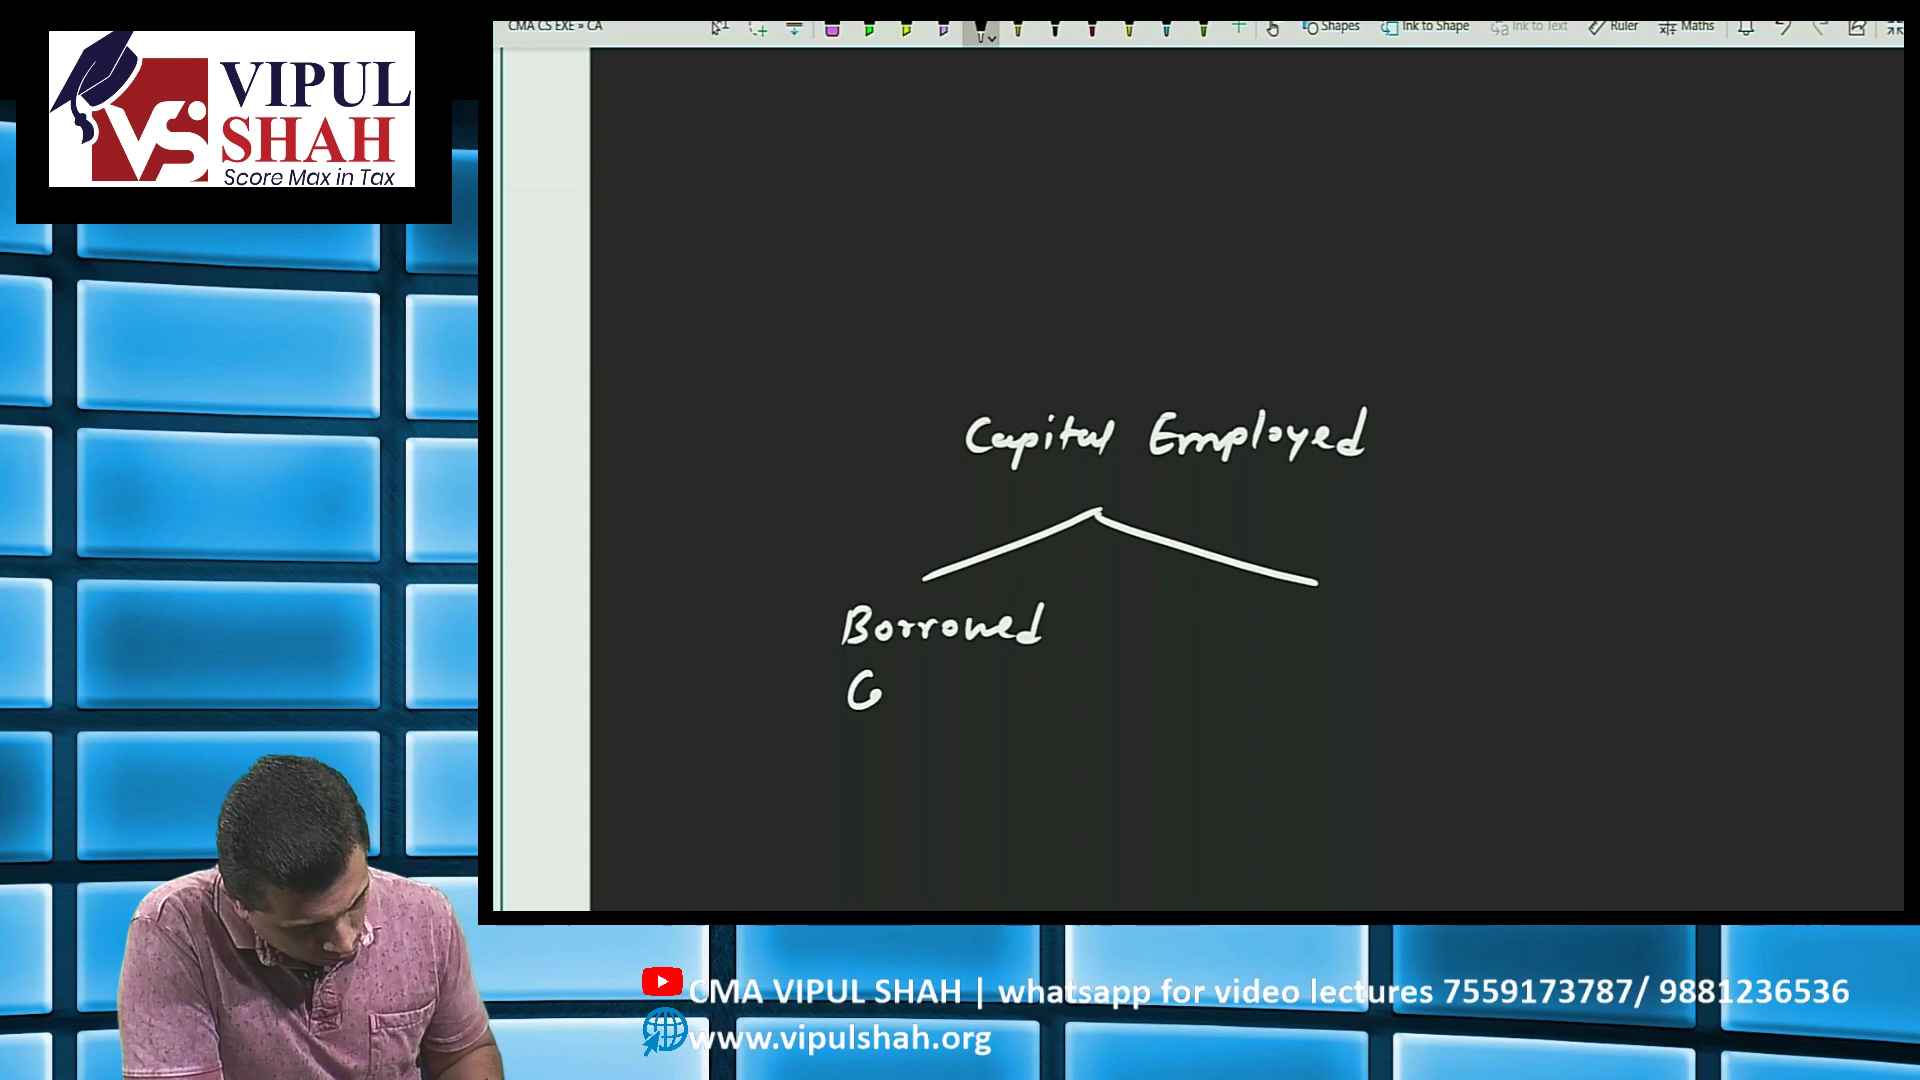 VIPUL
SHAH
Score Max in Tax
VS
CMA CS EXE » CA
Shapes
Ink to Shape
Ink to Text
Ruler
Maths
Capital Employed
Borrowed
C
CMA VIPUL SHAH | whatsapp for video lectures 7559173787/ 9881236536
www.vipulshah.org